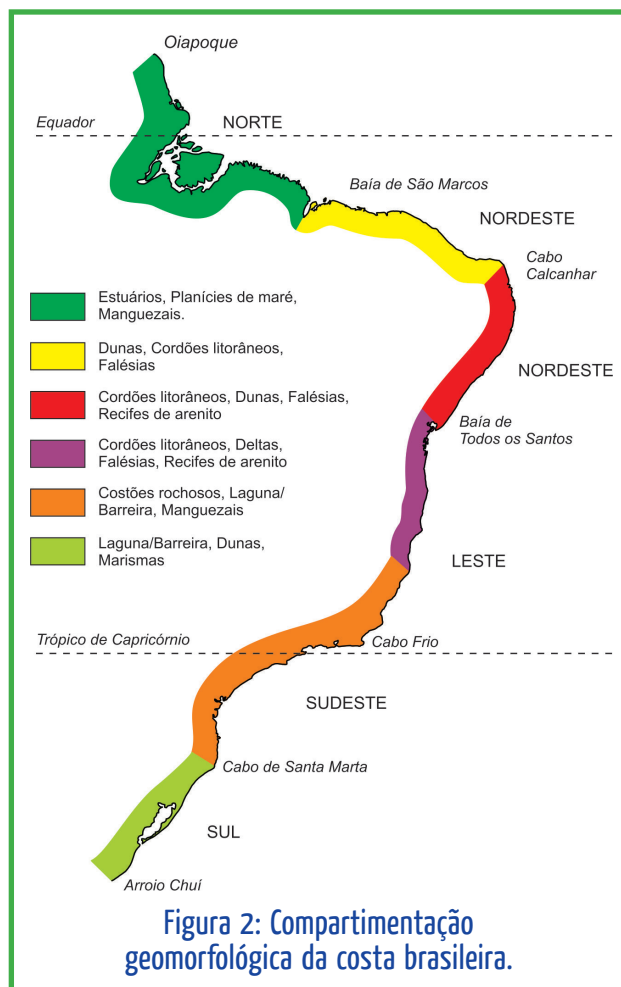 Oiapoque
Equador
NORTE
Baía de São Marcos
NORDESTE
Cabo
Calcanhar
Estuários, Planícies de maré,
Manguezais.
Dunas, Cordões litorâneos,
Falésias
Cordões litorâneos, Dunas, Falésias,
Recifes de arenito
NORDESTE
Baía de
Todos os Santos
Cordões litorâneos, Deltas,
Falésias, Recifes de arenito
Costões rochosos, Laguna/
Barreira, Manguezais
Laguna/Barreira, Dunas,
Marismas
LESTE
Trópico de Capricórnio
Cabo Frio
SUDESTE
Cabo de Santa Marta
SUL
Arroio Chuí
Figura 2: Compartimentação
geomorfológica da costa brasileira.